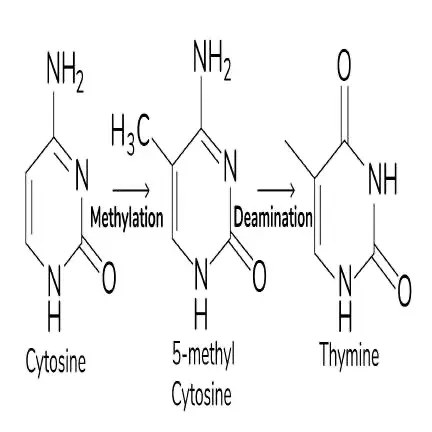 NH₂
N
O
N
H
Cytosine
Methylation
NH₂
H₃C
N
O
N
H
5-methyl
Cytosine
Deamination
O
NH
O
N
H
Thymine